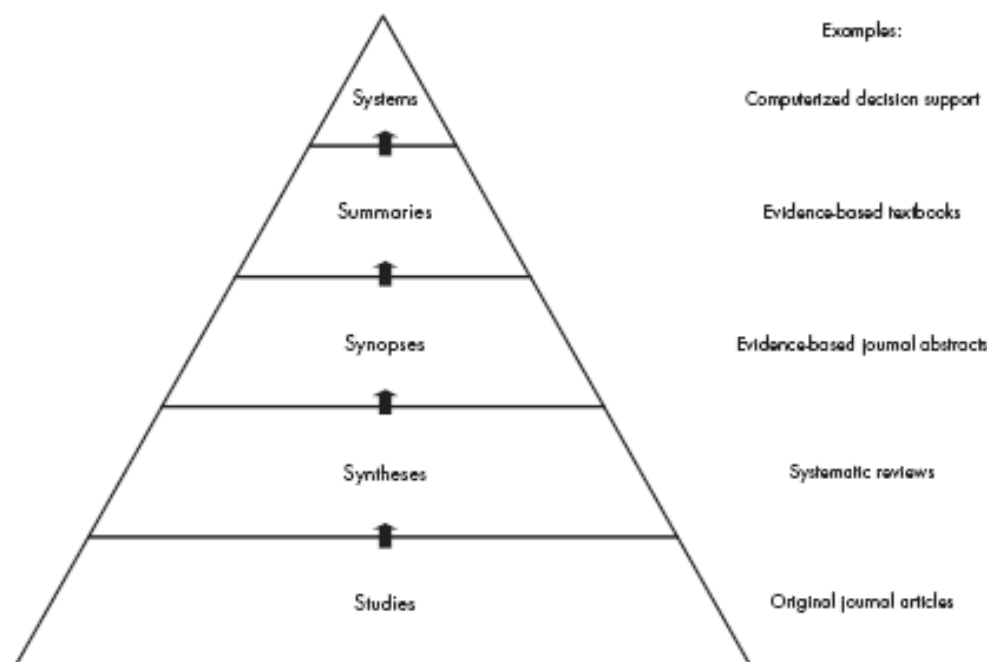 Examples:
Systems
Computerized decision support
Summaries
Evidence-based textbooks
Synopses
Evidence-based journal abstracts
Syntheses
Systematic reviews
Studies
Original journal articles